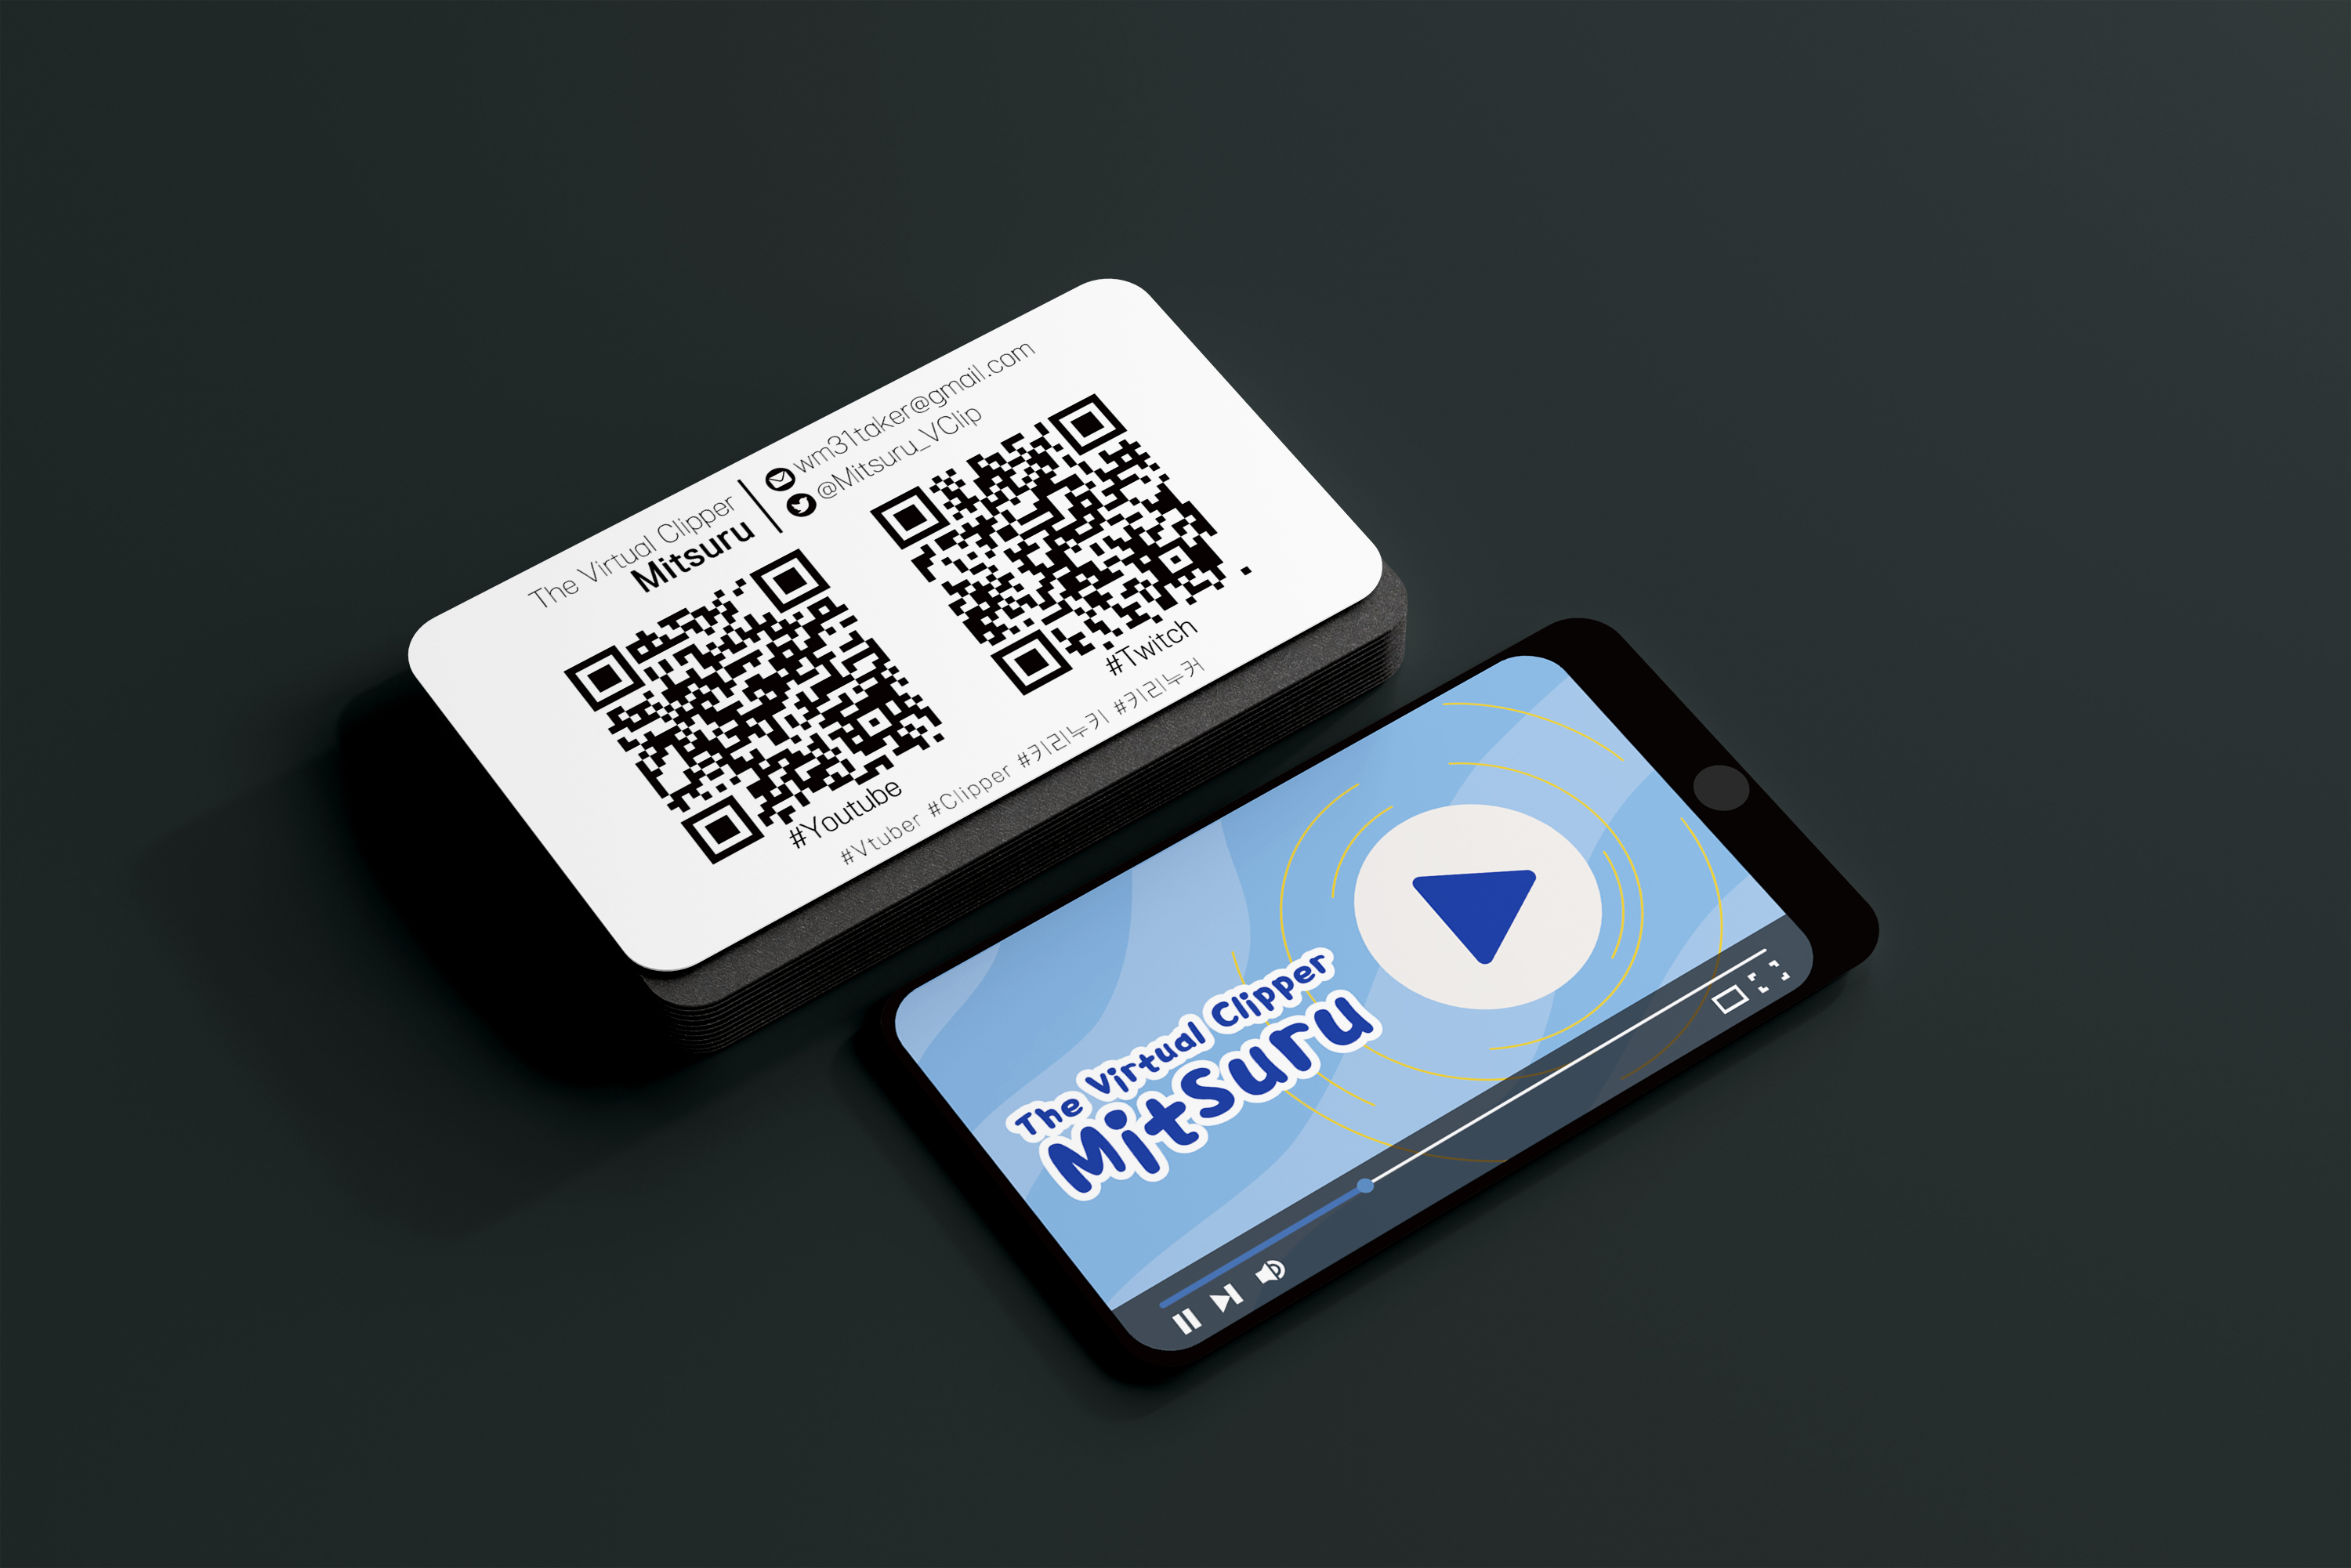 The Virtual Clipper
Mitsuru
wm31taker@gmail.com
@Mitsuru_VClip
#Youtube
#Twitch
#Vtuber #Clipper #키리누키 #키리누커
The Virtual Clipper
Mitsuru